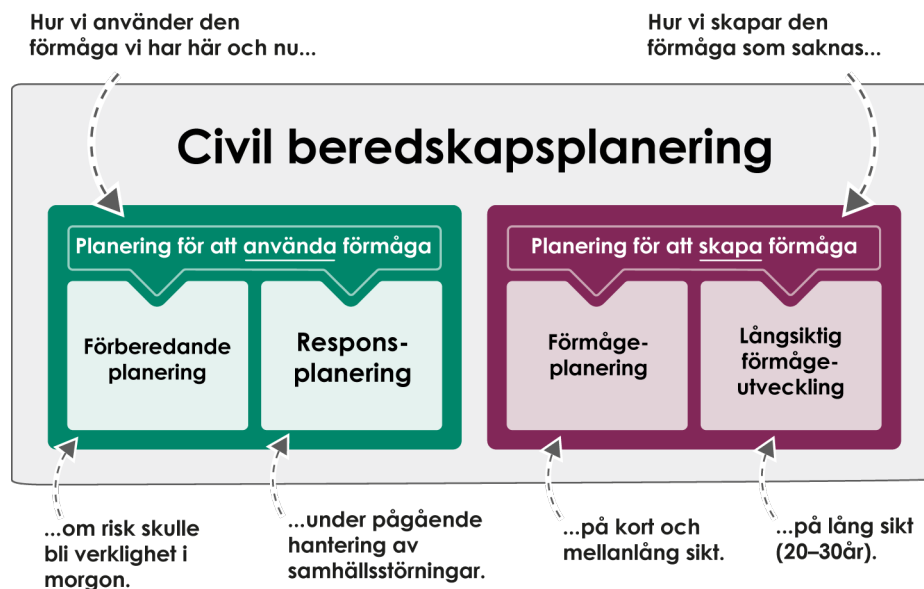 Hur vi använder den
förmåga vi har här och nu...
Hur vi skapar den
förmåga som saknas...
Civil beredskapsplanering
Planering för att använda förmåga
Förberedande
planering
Respons-
planering
Planering för att skapa förmåga
Förmåge-
planering
Långsiktig
förmåge-
utveckling
...om risk skulle
bli verklighet i
morgon.
...under pågående
hantering av
samhällsstörningar.
...på kort och
mellanlång sikt.
...på lång sikt
(20–30år).